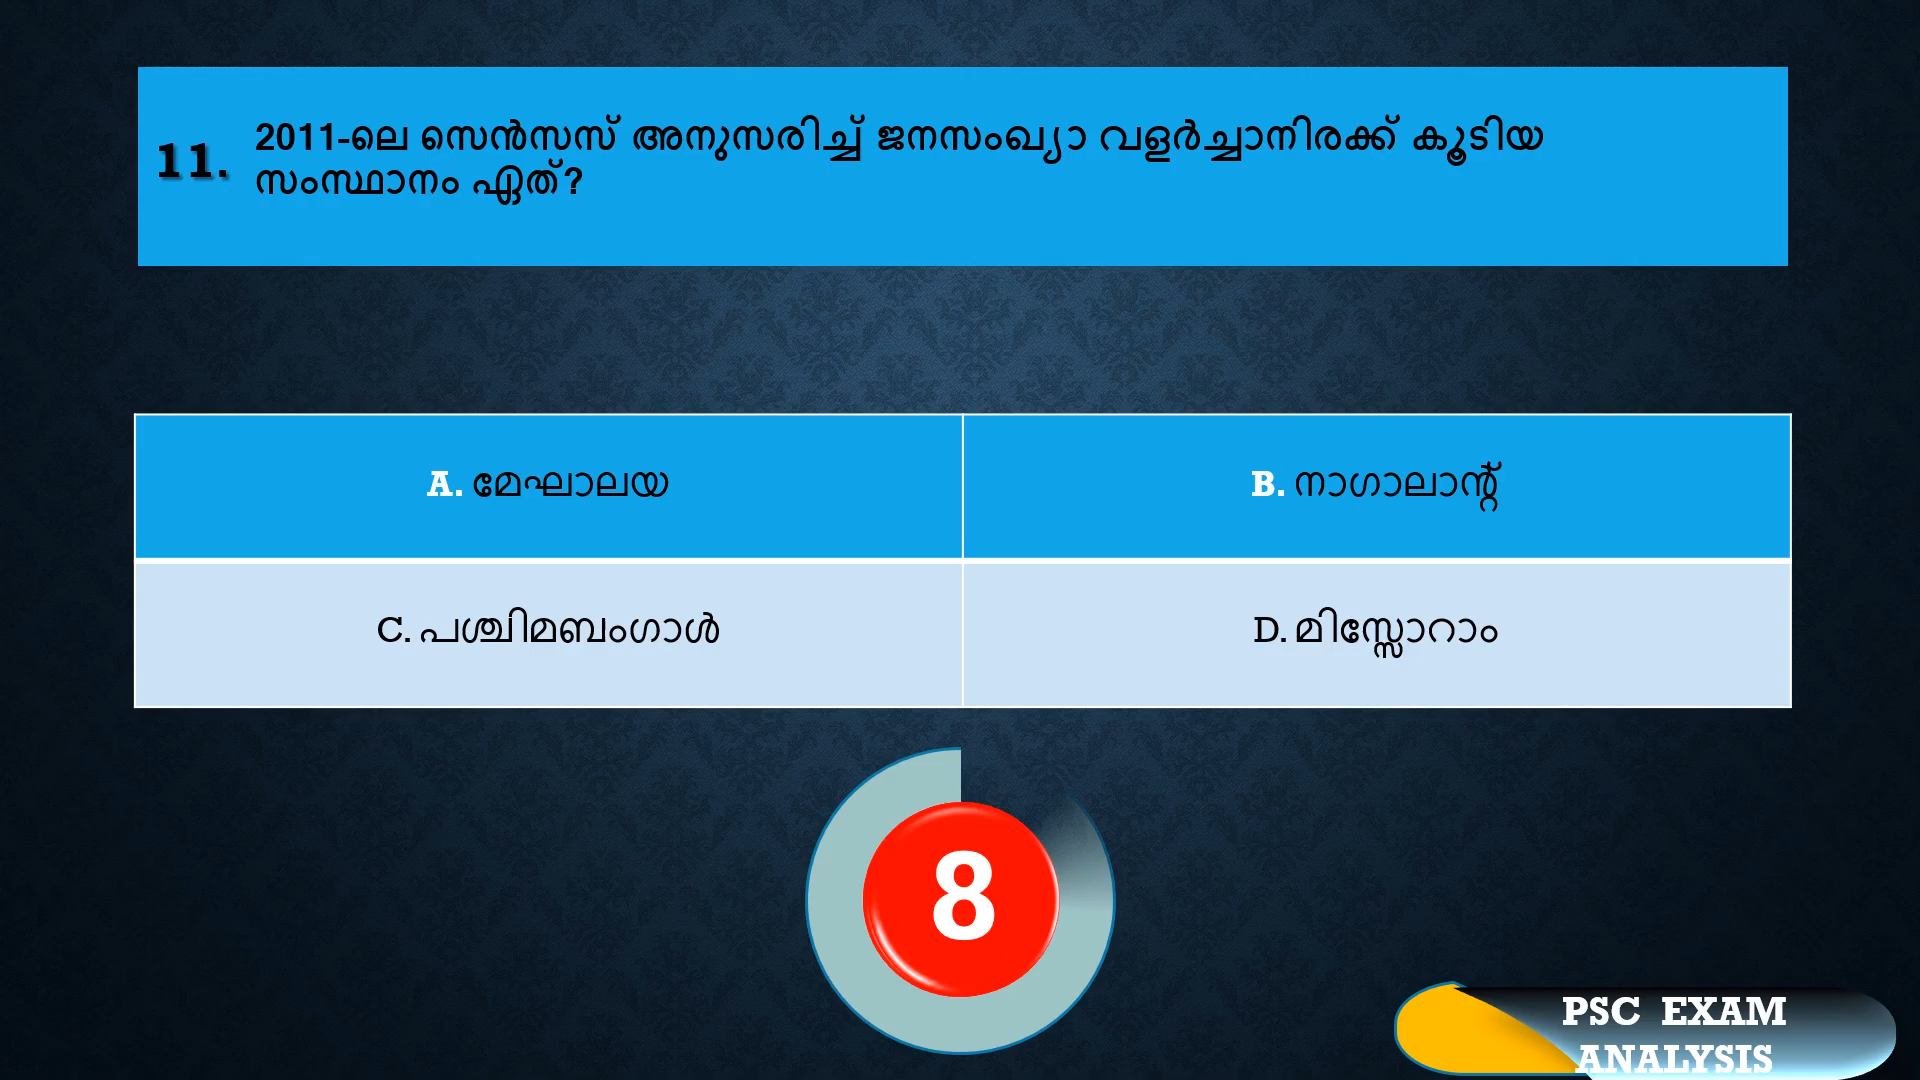 11. 2011-ലെ സെൻസസ് അനുസരിച്ച് ജനസംഖ്യാ വളർച്ചാനിരക്ക് കൂടിയ
സംസ്ഥാനം ഏത്?
A. മേഘാലയ
B. നാഗാലാന്റ്
C. പശ്ചിമബംഗാൾ
D. മിസ്സോറാം
8
PSC EXAM
ANALYSIS